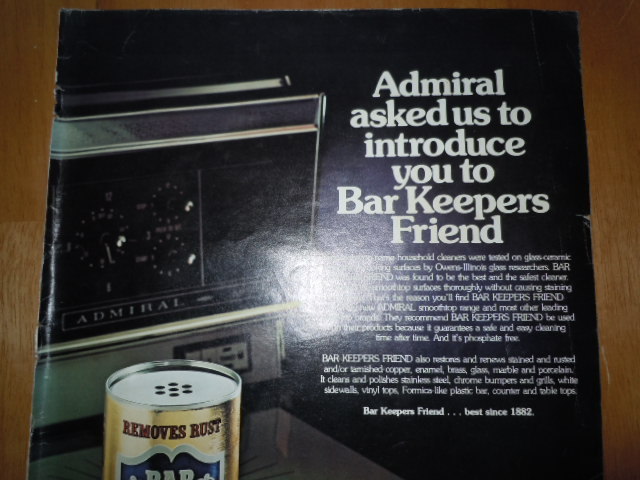 Admiral
asked us to
introduce
you to
Bar Keepers
Friend
name household cleaners were tested on glass-ceramic
surfaces by Owens-Illinois glass researchers. BAR
was found to be the best and the safest cleaner.
smoothtop surfaces thoroughly without causing staining
the reason you'll find BAR KEEPERS FRIEND
ADMIRAL smoothtop range and most other leading
They recommend BAR KEEPERS FRIEND be used
their products because it guarantees a safe and easy cleaning
time after time. And it's phosphate free.
BAR KEEPERS FRIEND also restores and renews stained and rusted
and/or tarnished copper, enamel, brass, glass, marble and porcelain.
It cleans and polishes stainless steel, chrome bumpers and grills, white
sidewalls, vinyl tops, Formica-like plastic bar, counter and table tops.
Bar Keepers Friend . . . best since 1882.
ADMIRAL
REMOVES RUST
BAR